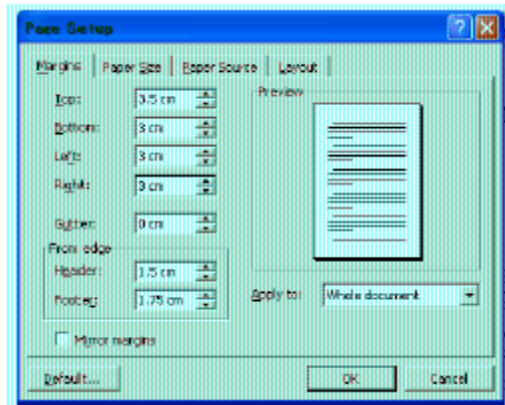 Page Setup
Margins Paper Size Paper Source Layout
Top: 3.5 cm
Preview
Bottom: 3 cm
Left: 3 cm
Right: 3 cm
Gutter: 0 cm
From edge
Header: 1.5 cm
Footer: 1.75 cm
Apply to: Whole document
Mirror margins
Default...
OK Cancel